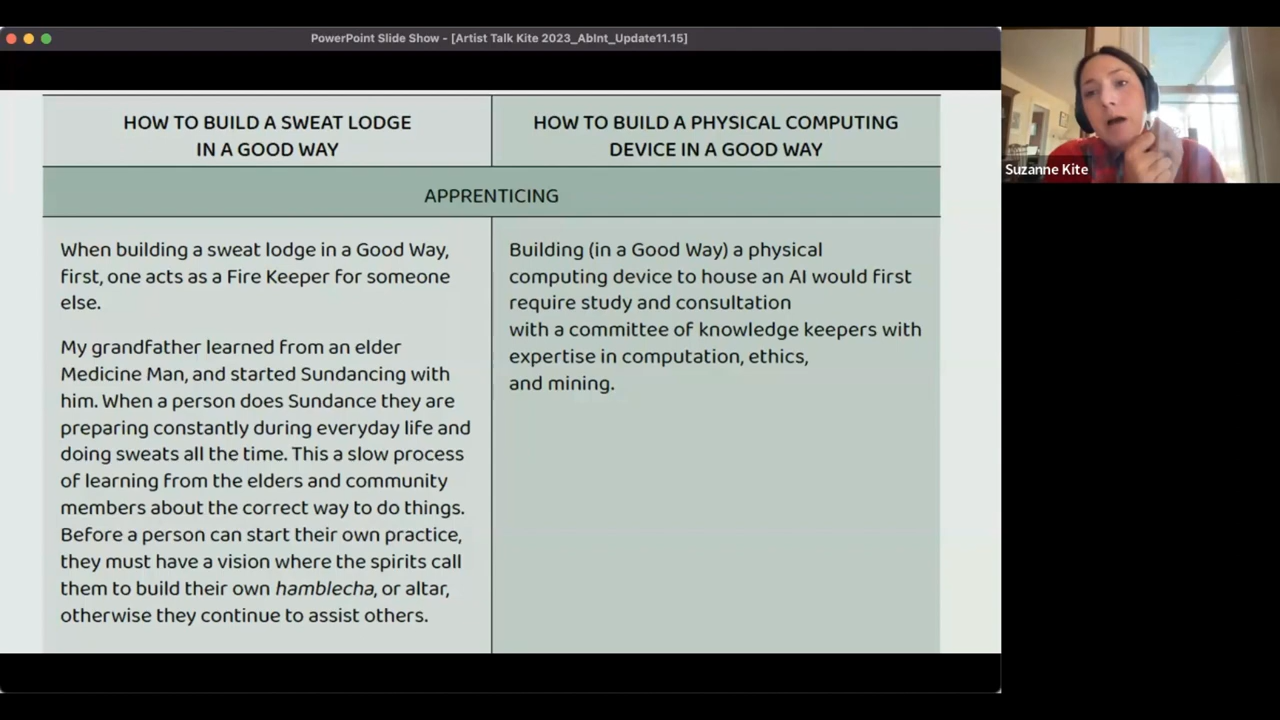 PowerPoint Slide Show - [Artist Talk Kite 2023_AbInt_Update11.15]
HOW TO BUILD A SWEAT LODGE
IN A GOOD WAY
HOW TO BUILD A PHYSICAL COMPUTING
DEVICE IN A GOOD WAY
APPRENTICING
When building a sweat lodge in a Good Way,
first, one acts as a Fire Keeper for someone
else.
My grandfather learned from an elder
Medicine Man, and started Sundancing with
him. When a person does Sundance they are
preparing constantly during everyday life and
doing sweats all the time. This a slow process
of learning from the elders and community
members about the correct way to do things.
Before a person can start their own practice,
they must have a vision where the spirits call
them to build their own hamblecha, or altar,
otherwise they continue to assist others.
Building (in a Good Way) a physical
computing device to house an AI would first
require study and consultation
with a committee of knowledge keepers with
expertise in computation, ethics,
and mining.
Suzanne Kite